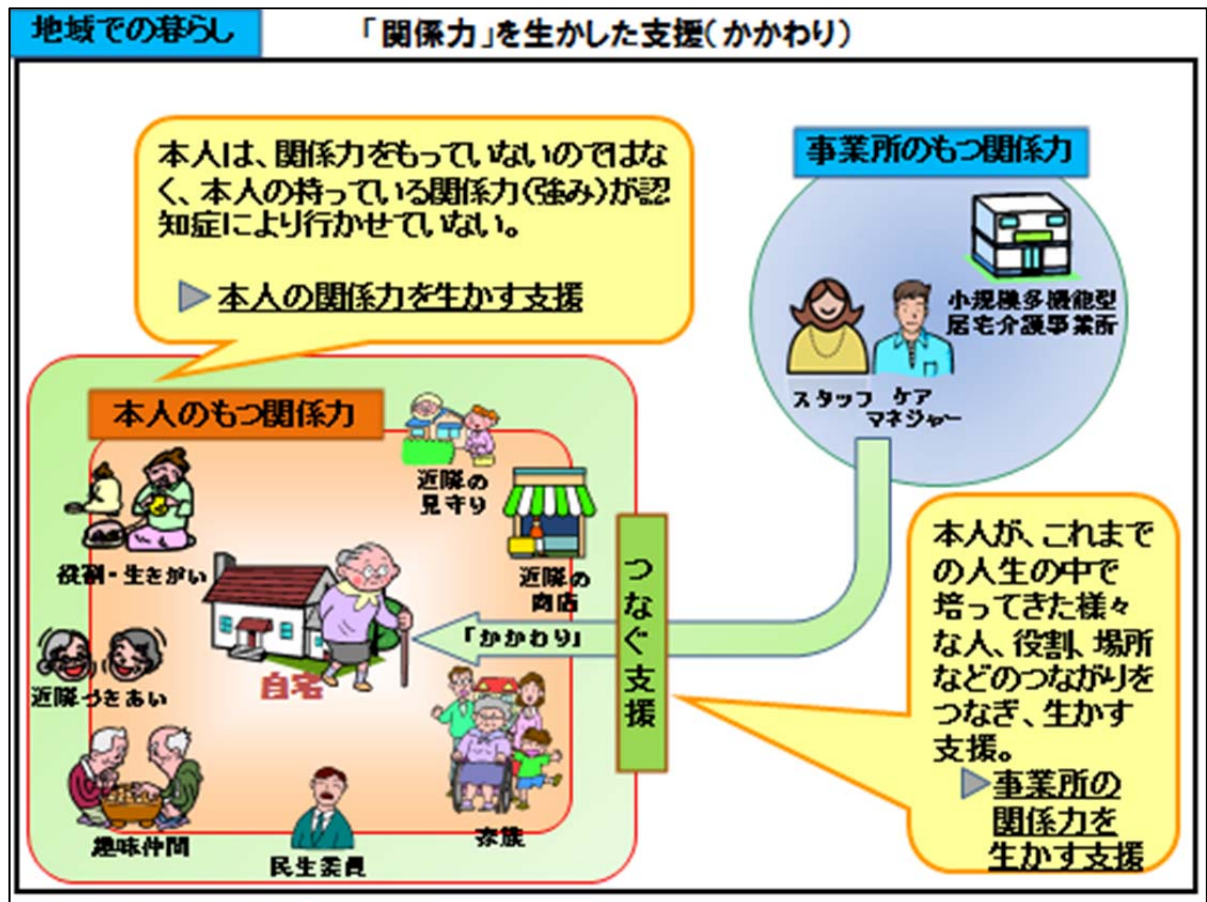 地域での暮らし
「関係力」を生かした支援(かかわり)
本人は、関係力をもっていないのではな
く、本人の持っている関係力(強み)が認
知症により行かせていない。
▶本人の関係力を生かす支援
事業所のもつ関係力
小規模多機能型
居宅介護事業所
スタッフ
ケア
マネジャー
本人のもつ関係力
近隣の
見守り
役割・生きがい
近隣の
商店
自宅
「かかわり」
つなぐ支援
近隣づきあい
趣味仲間
民生委員
家族
本人が、これまで
の人生の中で
培ってきた様々
な人、役割、場所
などのつながりを
つなぎ、生かす
支援。
▶事業所の
関係力を
生かす支援